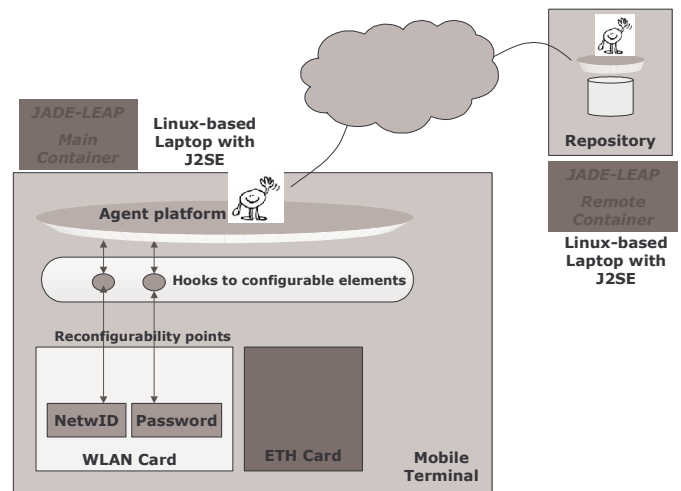 JADE-LEAP
Main
Container
Linux-based
Laptop with
J2SE
Repository
JADE-LEAP
Remote
Container
Linux-based
Laptop with
J2SE
Agent platform
Hooks to configurable elements
Reconfigurability points
NetwID
Password
WLAN Card
ETH Card
Mobile
Terminal